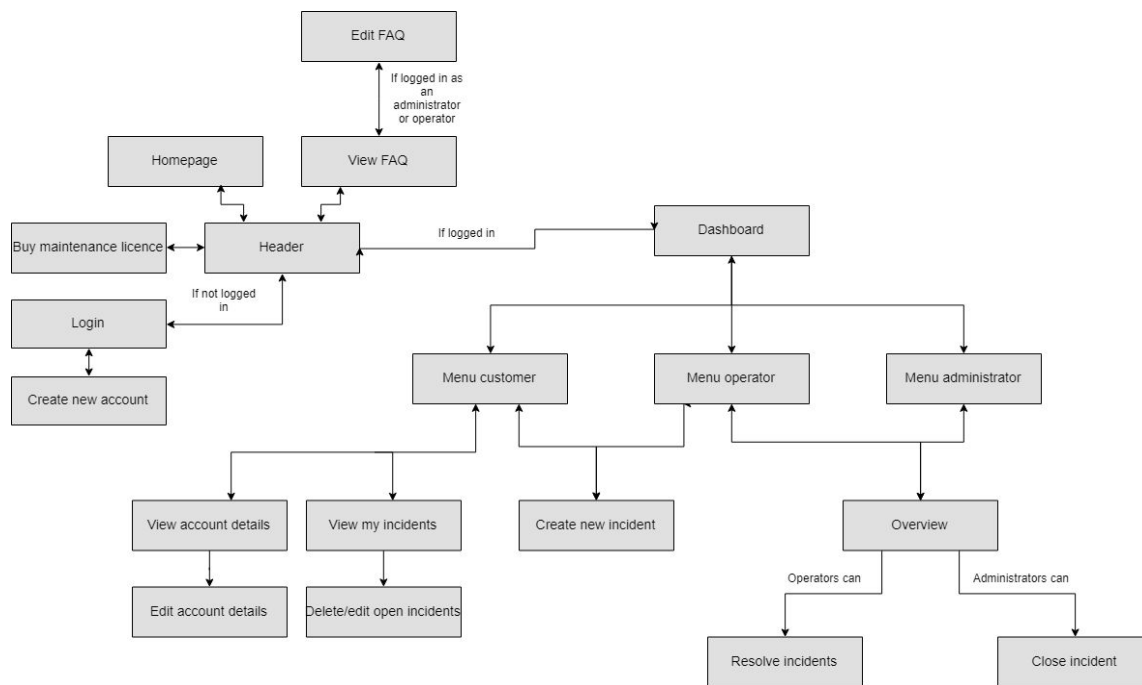 Edit FAQ
If logged in as
an
administrator
or operator
Homepage
View FAQ
Buy maintenance licence
Header
If logged in
Dashboard
If not logged
in
Login
Create new account
Menu customer
Menu operator
Menu administrator
View account details
View my incidents
Create new incident
Overview
Operators can
Administrators can
Edit account details
Delete/edit open incidents
Resolve incidents
Close incident